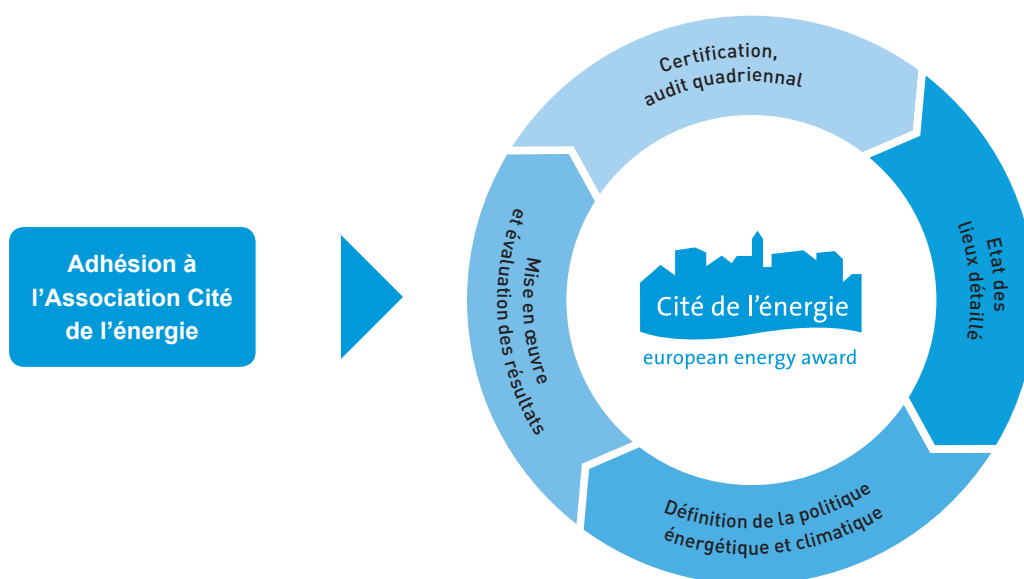 Adhésion à
l’Association Cité
de l’énergie
Certification,
audit quadriennal
Etat des
lieux détaillé
Définition de la politique
énergétique et climatique
Mise en œuvre
et évaluation des résultats
Cité de l’énergie
european energy award